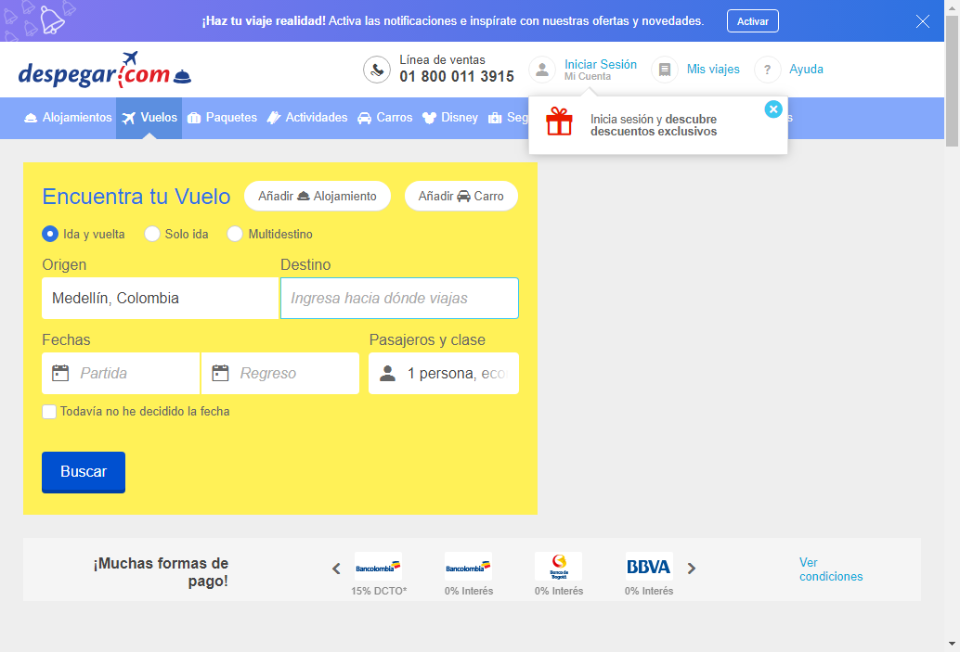 ¡Haz tu viaje realidad! Activa las notificaciones e inspírate con nuestras ofertas y novedades.
Activar
despegar.com
Línea de ventas
01 800 011 3915
Iniciar Sesión
Mi Cuenta
Mis viajes
?
Ayuda
Alojamientos
Vuelos
Paquetes
Actividades
Carros
Disney
Seg
s
Inicia sesión y descubre
descuentos exclusivos
Encuentra tu Vuelo
Añadir Alojamiento
Añadir Carro
Ida y vuelta
Solo ida
Multidestino
Origen
Destino
Medellín, Colombia
Ingresa hacia dónde viajas
Fechas
Pasajeros y clase
Partida
Regreso
1 persona, eco
Todavía no he decidido la fecha
Buscar
¡Muchas formas de
pago!
Bancolombia
15% DCTO*
Bancolombia
0% Interés
Banco de
Bogotá
0% Interés
BBVA
0% Interés
Ver
condiciones